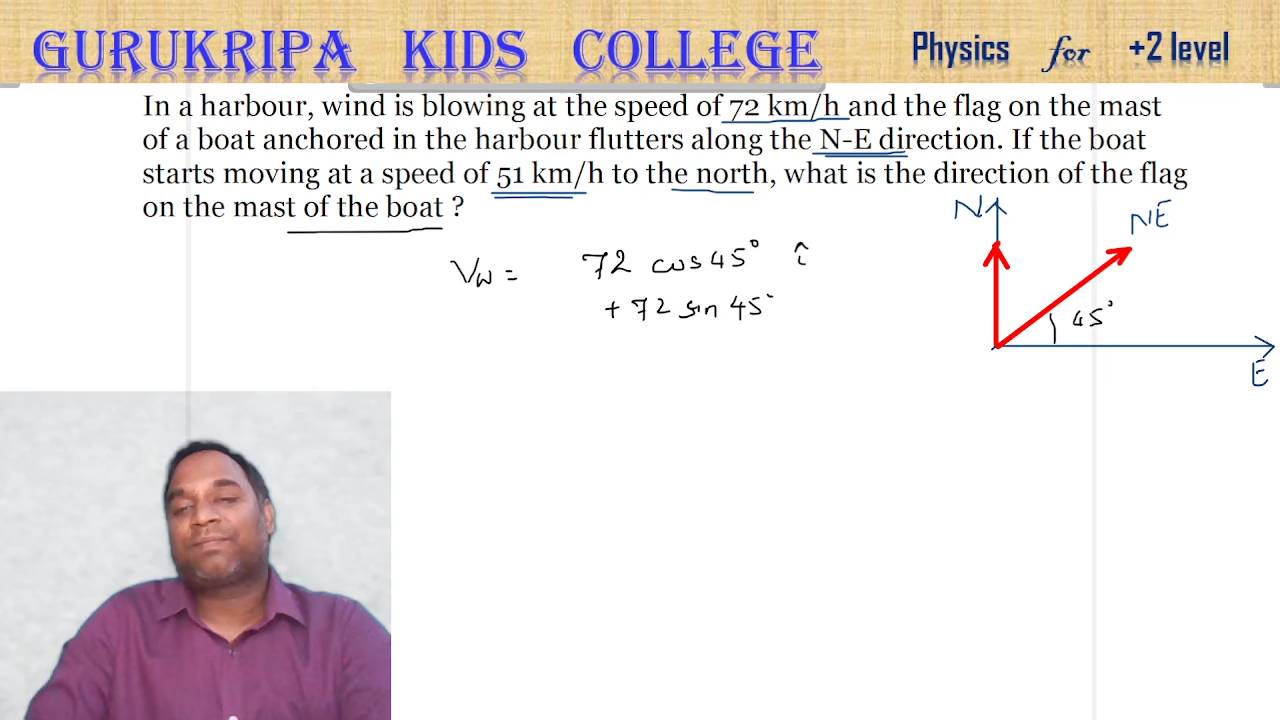 GURUKRIPA KIDS COLLEGE Physics for +2 level
In a harbour, wind is blowing at the speed of 72 km/h and the flag on the mast
of a boat anchored in the harbour flutters along the N-E direction. If the boat
starts moving at a speed of 51 km/h to the north, what is the direction of the flag
on the mast of the boat ?
N
NE
Vw = 72 cos 45° î
+ 72 sin 45°
45°
E